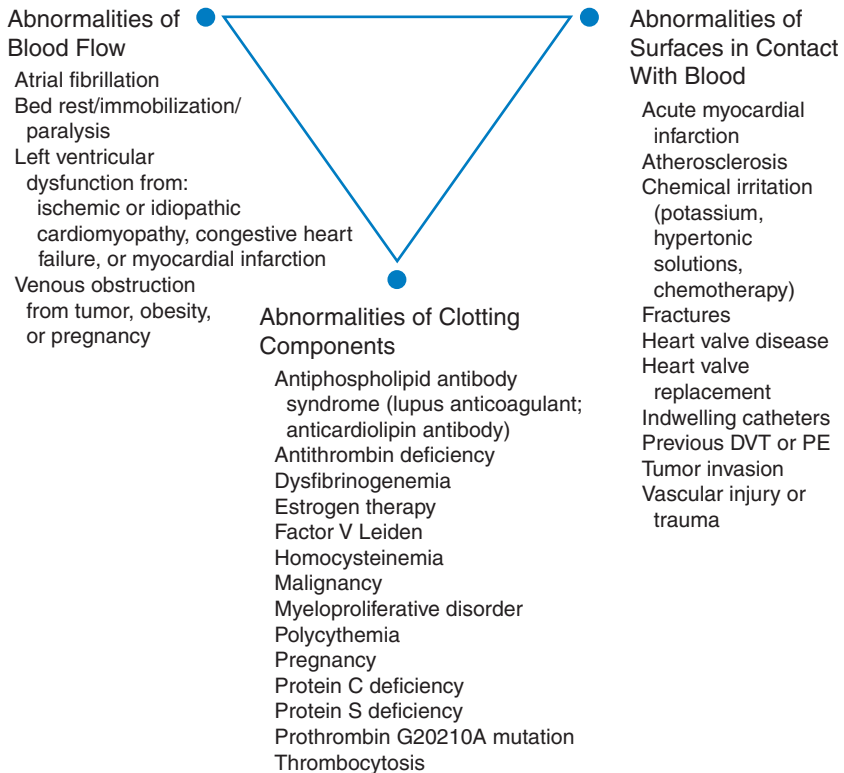 Abnormalities of
Blood Flow
Atrial fibrillation
Bed rest/immobilization/
paralysis
Left ventricular
dysfunction from:
ischemic or idiopathic
cardiomyopathy, congestive heart
failure, or myocardial infarction
Venous obstruction
from tumor, obesity,
or pregnancy
Abnormalities of Clotting
Components
Antiphospholipid antibody
syndrome (lupus anticoagulant;
anticardiolipin antibody)
Antithrombin deficiency
Dysfibrinogenemia
Estrogen therapy
Factor V Leiden
Homocysteinemia
Malignancy
Myeloproliferative disorder
Polycythemia
Pregnancy
Protein C deficiency
Protein S deficiency
Prothrombin G20210A mutation
Thrombocytosis
Abnormalities of
Surfaces in Contact
With Blood
Acute myocardial
infarction
Atherosclerosis
Chemical irritation
(potassium,
hypertonic
solutions,
chemotherapy)
Fractures
Heart valve disease
Heart valve
replacement
Indwelling catheters
Previous DVT or PE
Tumor invasion
Vascular injury or
trauma